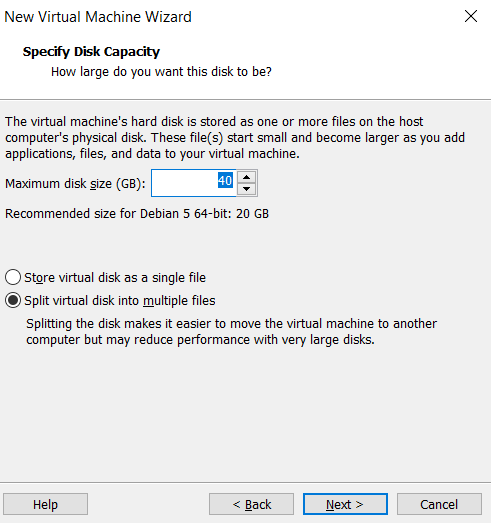 New Virtual Machine Wizard
Specify Disk Capacity
How large do you want this disk to be?
The virtual machine's hard disk is stored as one or more files on the host
computer's physical disk. These file(s) start small and become larger as you add
applications, files, and data to your virtual machine.
Maximum disk size (GB): 40
Recommended size for Debian 5 64-bit: 20 GB
Store virtual disk as a single file
Split virtual disk into multiple files
Splitting the disk makes it easier to move the virtual machine to another
computer but may reduce performance with very large disks.
Help < Back Next > Cancel